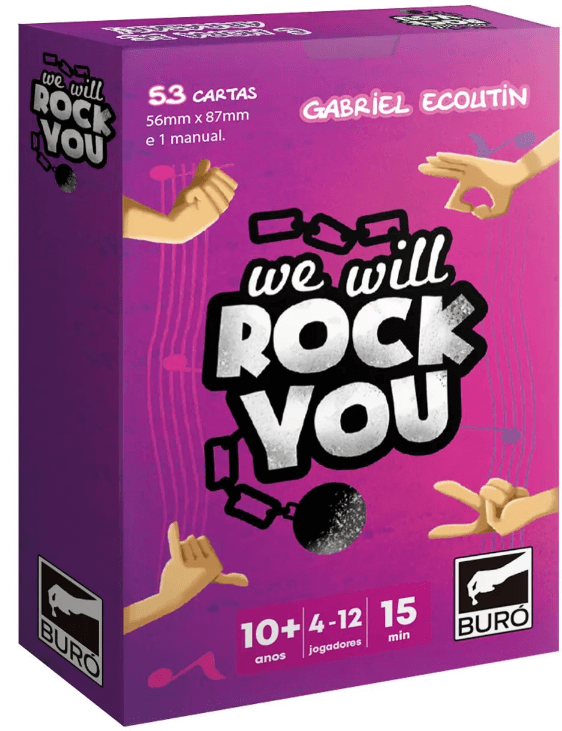 53 CARTAS
56mm x 87mm
e 1 manual.
GABRIEL ECOUTIN
we will
ROCK
YOU
10+
anos
4-12
jogadores
15
min
BURÓ
we will
ROCK
YOU
BURÓ